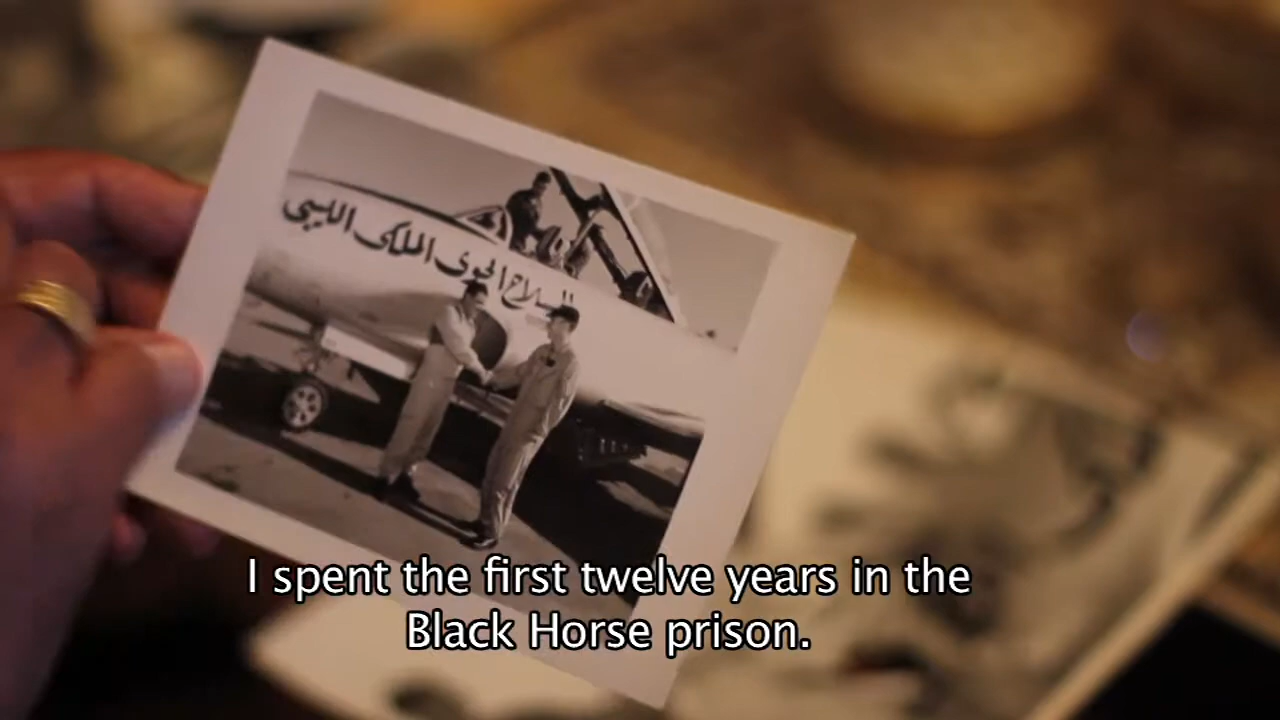 السلاح الجوى الملكى الليبى
I spent the first twelve years in the
Black Horse prison.